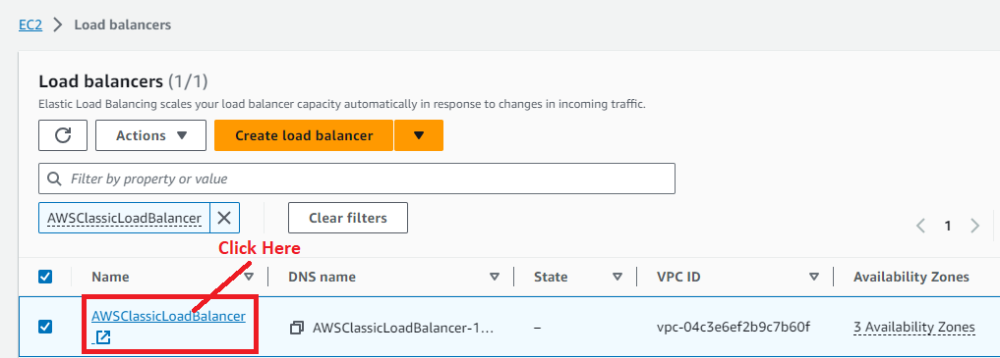 EC2 > Load balancers
Load balancers (1/1)
Elastic Load Balancing scales your load balancer capacity automatically in response to changes in incoming traffic.
Actions Create load balancer
Filter by property or value
AWSClassicLoadBalancer Clear filters
1
Click Here
Name DNS name State VPC ID Availability Zones
AWSClassicLoadBalancer AWSClassicLoadBalancer-1... – vpc-04c3e6ef2b9c7b60f 3 Availability Zones